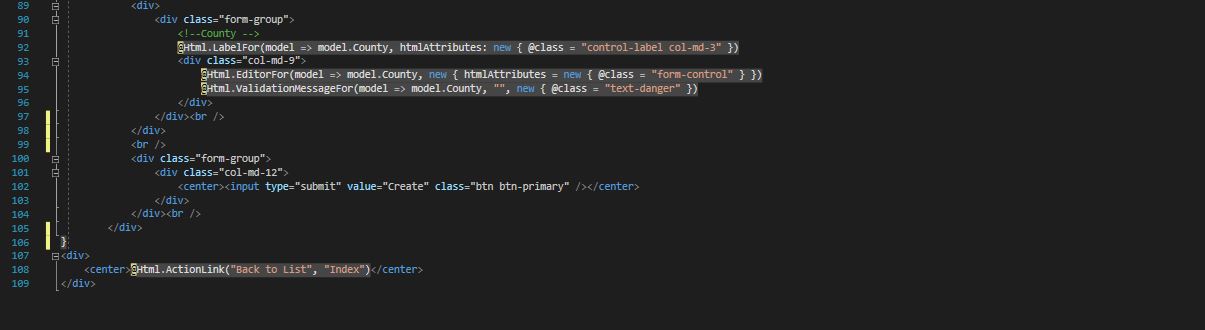 89 <div>
90 <div class="form-group">
91 <!--County -->
92 @Html.LabelFor(model => model.County, htmlAttributes: new { @class = "control-label col-md-3" })
93 <div class="col-md-9">
94 @Html.EditorFor(model => model.County, new { htmlAttributes = new { @class = "form-control" } })
95 @Html.ValidationMessageFor(model => model.County, "", new { @class = "text-danger" })
96 </div>
97 </div><br />
98 </div>
99 <br />
100 <div class="form-group">
101 <div class="col-md-12">
102 <center><input type="submit" value="Create" class="btn btn-primary" /></center>
103 </div>
104 </div><br />
105 </div>
106 }
107 <div>
108 <center>@Html.ActionLink("Back to List", "Index")</center>
109 </div>